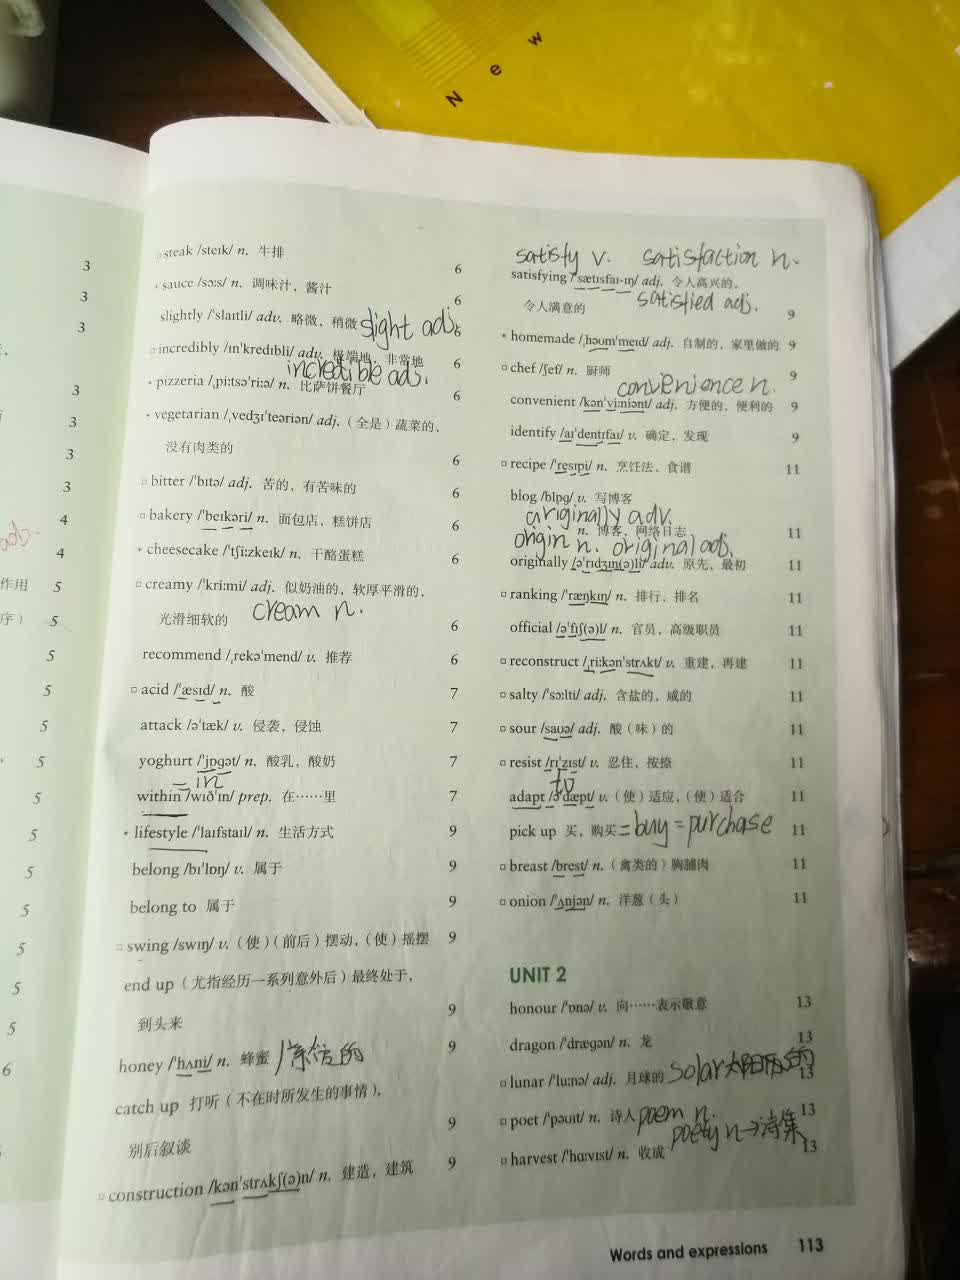 N e w
3
3
3
3
3
3
3
4
4
作用 5
序） 5
5
5
5
5
5
5
5
5
5
5
6
steak /steɪk/ n. 牛排 6
sauce /sɔːs/ n. 调味汁，酱汁 6
slightly /ˈslaɪtli/ adv. 略微，稍微 slight adj. 6
incredibly /ɪnˈkredɪbli/ adv. 极端地，非常地 6
incredible adj.
pizzeria /ˌpiːtsəˈriːə/ n. 比萨饼餐厅 6
vegetarian /ˌvedʒɪˈteəriən/ adj.（全是）蔬菜的，
没有肉类的 6
bitter /ˈbɪtə/ adj. 苦的，有苦味的 6
bakery /ˈbeɪkəri/ n. 面包店，糕饼店 6
cheesecake /ˈtʃiːzkeɪk/ n. 干酪蛋糕 6
creamy /ˈkriːmi/ adj. 似奶油的，软厚平滑的，
光滑细软的 cream n. 6
recommend /ˌrekəˈmend/ v. 推荐 6
acid /ˈæsɪd/ n. 酸 7
attack /əˈtæk/ v. 侵袭，侵蚀 7
yoghurt /ˈjɒɡət/ n. 酸乳，酸奶 7
= in
within /wɪðˈɪn/ prep. 在……里 7
lifestyle /ˈlaɪfstaɪl/ n. 生活方式 9
belong /bɪˈlɒŋ/ v. 属于 9
belong to 属于 9
swing /swɪŋ/ v.（使）（前后）摆动，（使）摇摆 9
end up（尤指经历一系列意外后）最终处于，
到头来 9
honey /ˈhʌni/ n. 蜂蜜 9
catch up 打听（不在时所发生的事情），
别后叙谈 9
construction /kənˈstrʌkʃ(ə)n/ n. 建造，建筑 9
satisfy v. satisfaction n.
satisfying /ˈsætɪsfaɪ-ɪŋ/ adj. 令人高兴的，
令人满意的 satisfied adj. 9
homemade /ˌhəʊmˈmeɪd/ adj. 自制的，家里做的 9
chef /ʃef/ n. 厨师 9
convenience n.
convenient /kənˈviːniənt/ adj. 方便的，便利的 9
identify /aɪˈdentɪfaɪ/ v. 确定，发现 9
recipe /ˈresɪpi/ n. 烹饪法，食谱 11
blog /blɒɡ/ v. 写博客
originally adv.
n. 博客，网络日志 11
origin n. original adj.
originally /əˈrɪdʒɪn(ə)li/ adv. 原先，最初 11
ranking /ˈræŋkɪŋ/ n. 排行，排名 11
official /əˈfɪʃ(ə)l/ n. 官员，高级职员 11
reconstruct /ˌriːkənˈstrʌkt/ v. 重建，再建 11
salty /ˈsɔːlti/ adj. 含盐的，咸的 11
sour /saʊə/ adj. 酸（味）的 11
resist /rɪˈzɪst/ v. 忍住，按捺 11
to
adapt /əˈdæpt/ v.（使）适应，（使）适合 11
pick up 买，购买 = buy = purchase 11
breast /brest/ n.（禽类的）胸脯肉 11
onion /ˈʌnjən/ n. 洋葱（头） 11
UNIT 2
honour /ˈɒnə/ v. 向……表示敬意 13
dragon /ˈdræɡən/ n. 龙 13
lunar /ˈluːnə/ adj. 月球的 solar 太阳历的 13
poet /ˈpəʊɪt/ n. 诗人 poem n. 13
poety n → 诗集
harvest /ˈhɑːvɪst/ n. 收成 13
Words and expressions 113